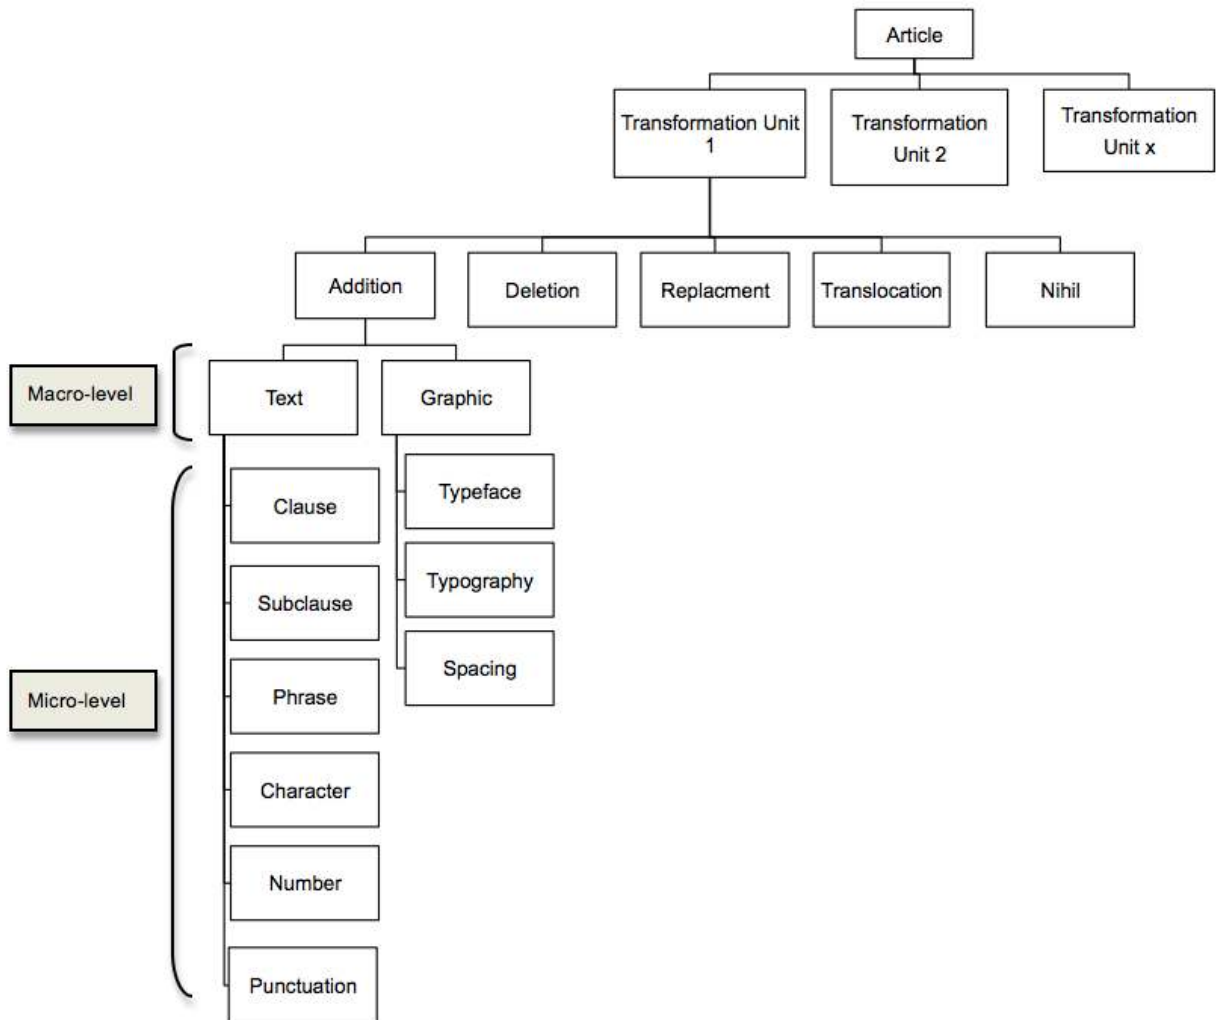 Article
Transformation Unit
1
Transformation
Unit 2
Transformation
Unit x
Addition
Deletion
Replacment
Translocation
Nihil
Macro-level
Text
Graphic
Micro-level
Clause
Subclause
Phrase
Character
Number
Punctuation
Typeface
Typography
Spacing